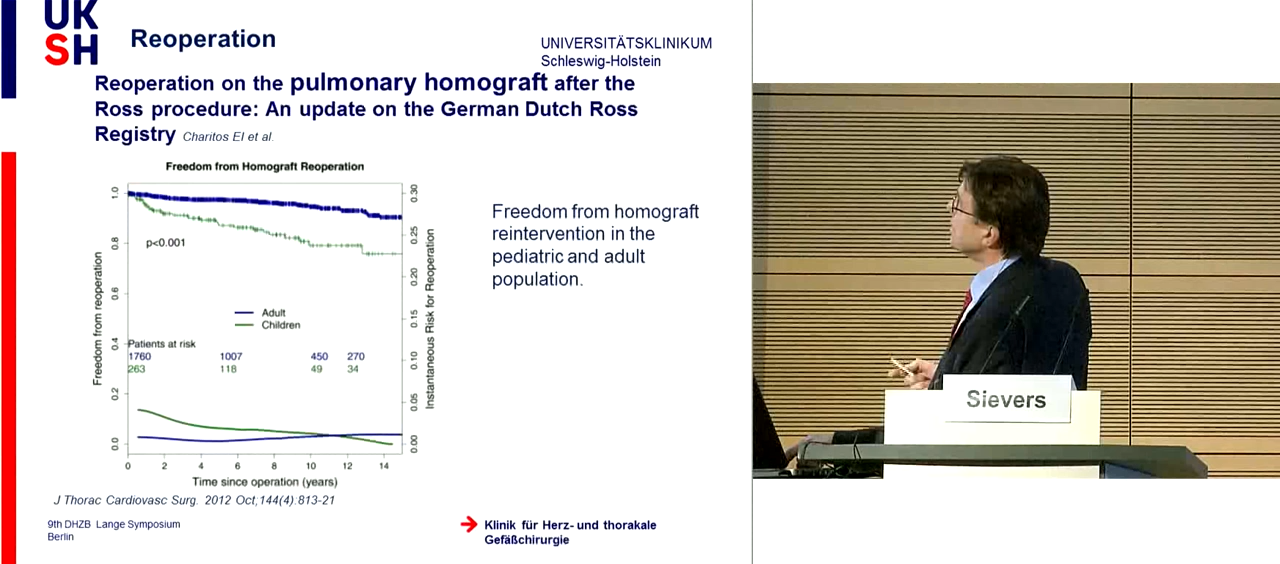 UK
SH
Reoperation
UNIVERSITÄTSKLINIKUM
Schleswig-Holstein
Reoperation on the pulmonary homograft after the
Ross procedure: An update on the German Dutch Ross
Registry Charitos EI et al.
Freedom from Homograft Reoperation
Freedom from reoperation
1.0
0.8
0.6
0.4
0.2
0.0
p<0.001
Adult
Children
Patients at risk
1760 1007 450 270
263 118 49 34
0.30
0.25
0.20
0.15
0.10
0.05
0.00
Instantaneous Risk for Reoperation
0 2 4 6 8 10 12 14
Time since operation (years)
Freedom from homograft
reintervention in the
pediatric and adult
population.
J Thorac Cardiovasc Surg. 2012 Oct;144(4).813-21
9th DHZB Lange Symposium
Berlin
Klinik für Herz- und thorakale
Gefäßchirurgie
Sievers